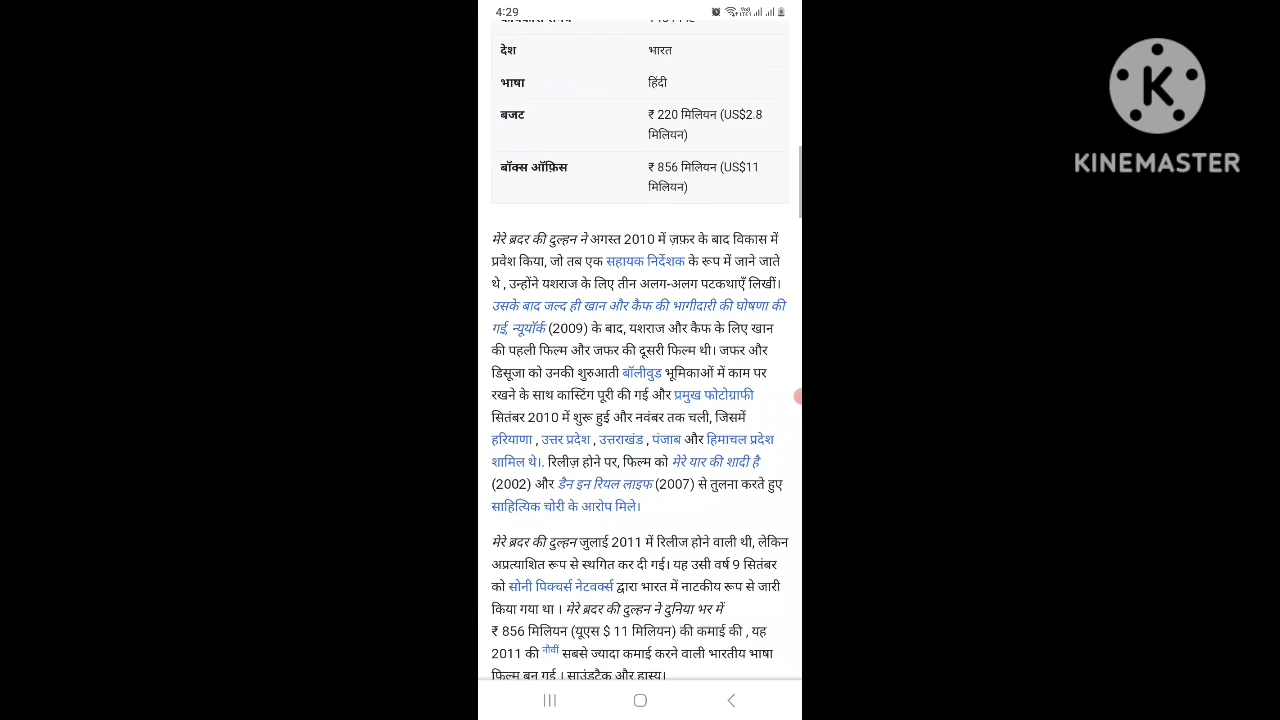 4:29
देश
भारत
भाषा
हिंदी
बजट
₹ 220 मिलियन (US$2.8
मिलियन)
बॉक्स ऑफ़िस
₹ 856 मिलियन (US$11
मिलियन)
KINEMASTER
मेरे ब्रदर की दुल्हन ने अगस्त 2010 में ज़फ़र के बाद विकास में
प्रवेश किया, जो तब एक सहायक निर्देशक के रूप में जाने जाते
थे , उन्होंने यशराज के लिए तीन अलग-अलग पटकथाएँ लिखीं।
उसके बाद जल्द ही खान और कैफ की भागीदारी की घोषणा की
गई, न्यूयॉर्क (2009) के बाद, यशराज और कैफ के लिए खान
की पहली फिल्म और जफर की दूसरी फिल्म थी। जफर और
डिसूजा को उनकी शुरुआती बॉलीवुड भूमिकाओं में काम पर
रखने के साथ कास्टिंग पूरी की गई और प्रमुख फोटोग्राफी
सितंबर 2010 में शुरू हुई और नवंबर तक चली, जिसमें
हरियाणा , उत्तर प्रदेश , उत्तराखंड , पंजाब और हिमाचल प्रदेश
शामिल थे।. रिलीज़ होने पर, फिल्म को मेरे यार की शादी है
(2002) और डैन इन रियल लाइफ (2007) से तुलना करते हुए
साहित्यिक चोरी के आरोप मिले।
मेरे ब्रदर की दुल्हन जुलाई 2011 में रिलीज होने वाली थी, लेकिन
अप्रत्याशित रूप से स्थगित कर दी गई। यह उसी वर्ष 9 सितंबर
को सोनी पिक्चर्स नेटवर्क्स द्वारा भारत में नाटकीय रूप से जारी
किया गया था । मेरे ब्रदर की दुल्हन ने दुनिया भर में
₹ 856 मिलियन (यूएस $ 11 मिलियन) की कमाई की , यह
2011 की नौवीं सबसे ज्यादा कमाई करने वाली भारतीय भाषा
फिल्म बन गई । साउंडट्रैक और हास्य।